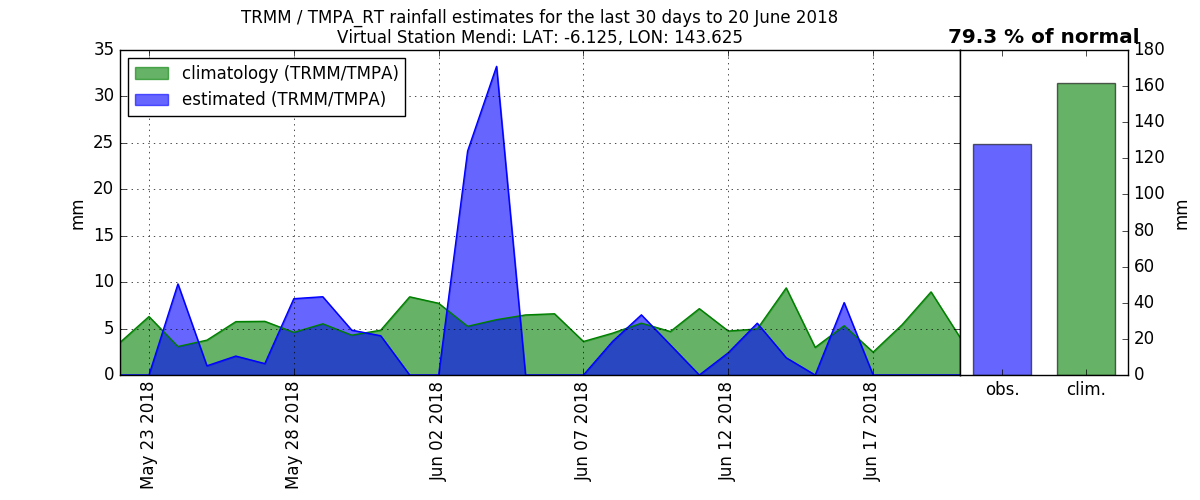 TRMM / TMPA_RT rainfall estimates for the last 30 days to 20 June 2018
Virtual Station Mendi: LAT: -6.125, LON: 143.625
79.3 % of normal
climatology (TRMM/TMPA)
estimated (TRMM/TMPA)
35
30
25
20
15
10
5
0
mm
May 23 2018
May 28 2018
Jun 02 2018
Jun 07 2018
Jun 12 2018
Jun 17 2018
180
160
140
120
100
80
60
40
20
0
mm
obs.
clim.